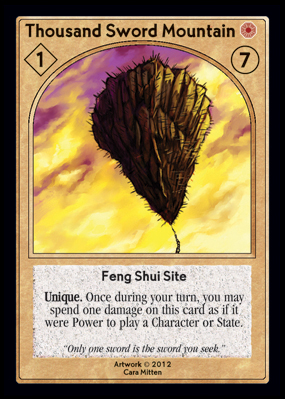 Thousand Sword Mountain
1
7
Feng Shui Site
Unique. Once during your turn, you may
spend one damage on this card as if it
were Power to play a Character or State.
"Only one sword is the sword you seek."
Artwork © 2012
Cara Mitten